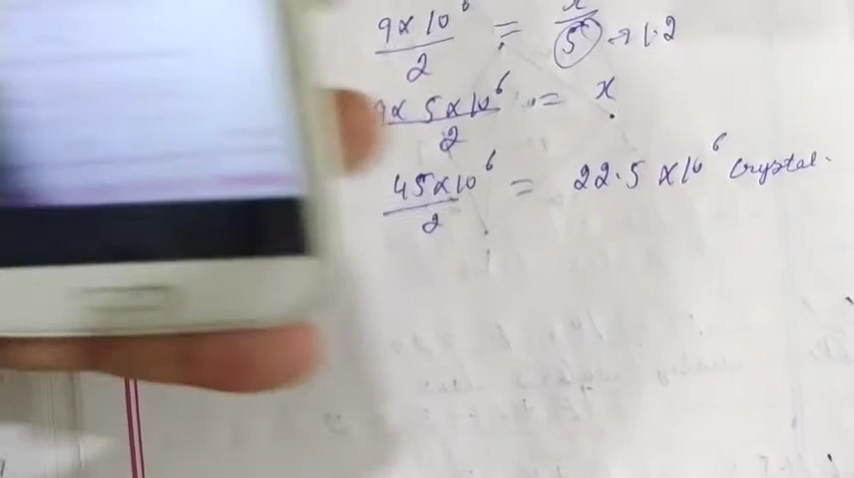 9×10⁶/2 = x/5 → 1.2
9×5×10⁶/2 = x
45×10⁶/2 = 22.5 ×10⁶ crystal.